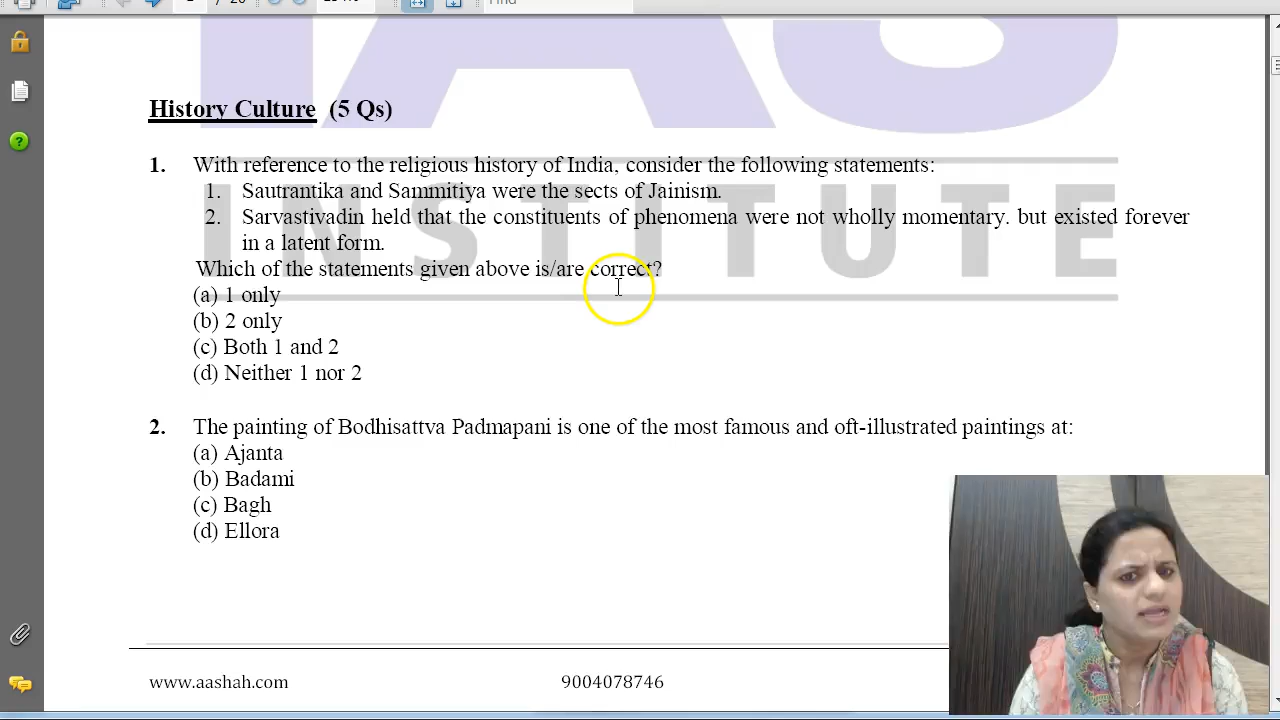 IAS
INSTITUTE
History Culture (5 Qs)
1. With reference to the religious history of India, consider the following statements:
1. Sautrantika and Sammitiya were the sects of Jainism.
2. Sarvastivadin held that the constituents of phenomena were not wholly momentary. but existed forever
in a latent form.
Which of the statements given above is/are correct?
(a) 1 only
(b) 2 only
(c) Both 1 and 2
(d) Neither 1 nor 2
2. The painting of Bodhisattva Padmapani is one of the most famous and oft-illustrated paintings at:
(a) Ajanta
(b) Badami
(c) Bagh
(d) Ellora
www.aashah.com 9004078746